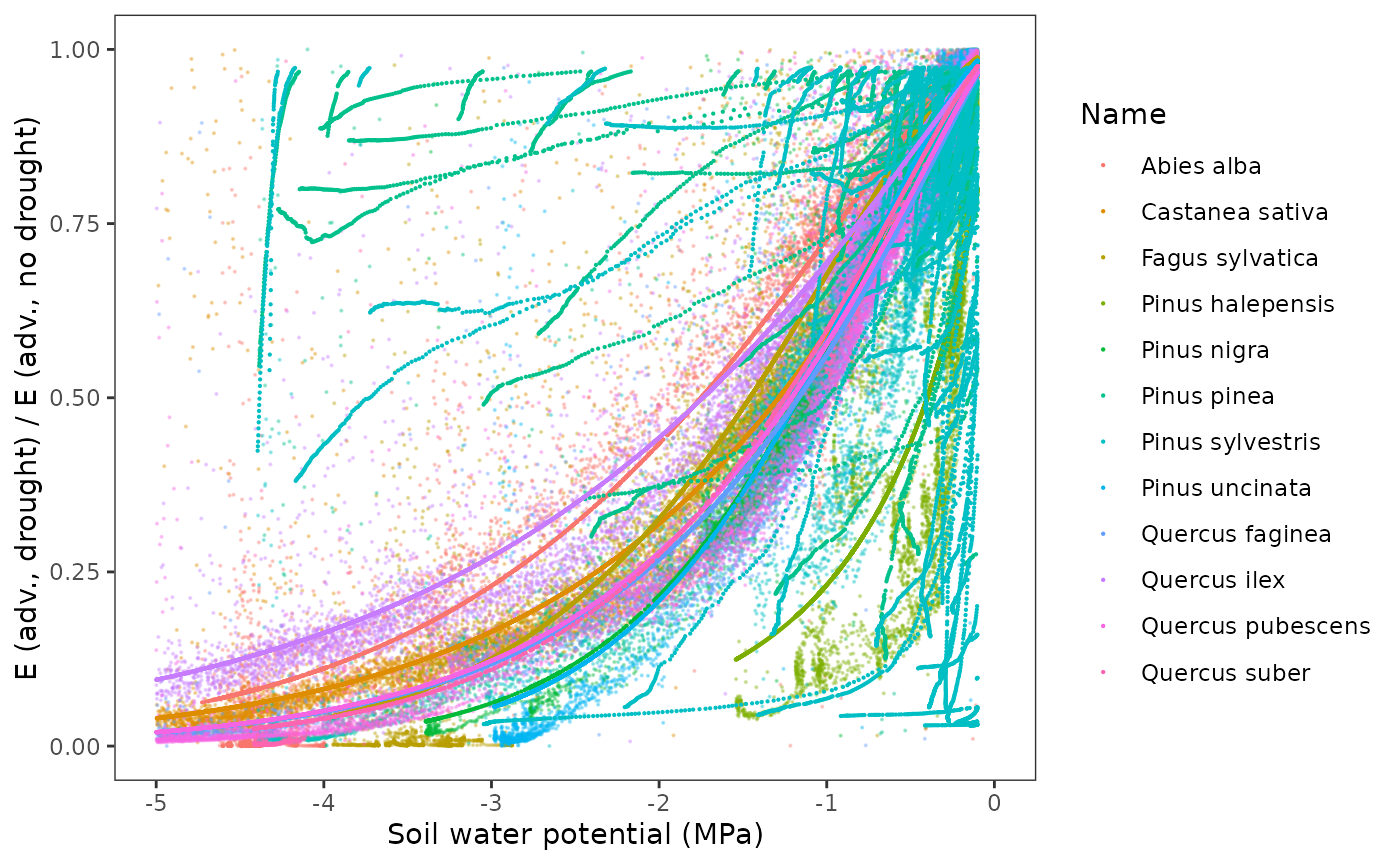 E (adv., drought) / E (adv., no drought)
1.00
0.75
0.50
0.25
0.00
-5 -4 -3 -2 -1 0
Soil water potential (MPa)
Name
Abies alba
Castanea sativa
Fagus sylvatica
Pinus halepensis
Pinus nigra
Pinus pinea
Pinus sylvestris
Pinus uncinata
Quercus faginea
Quercus ilex
Quercus pubescens
Quercus suber